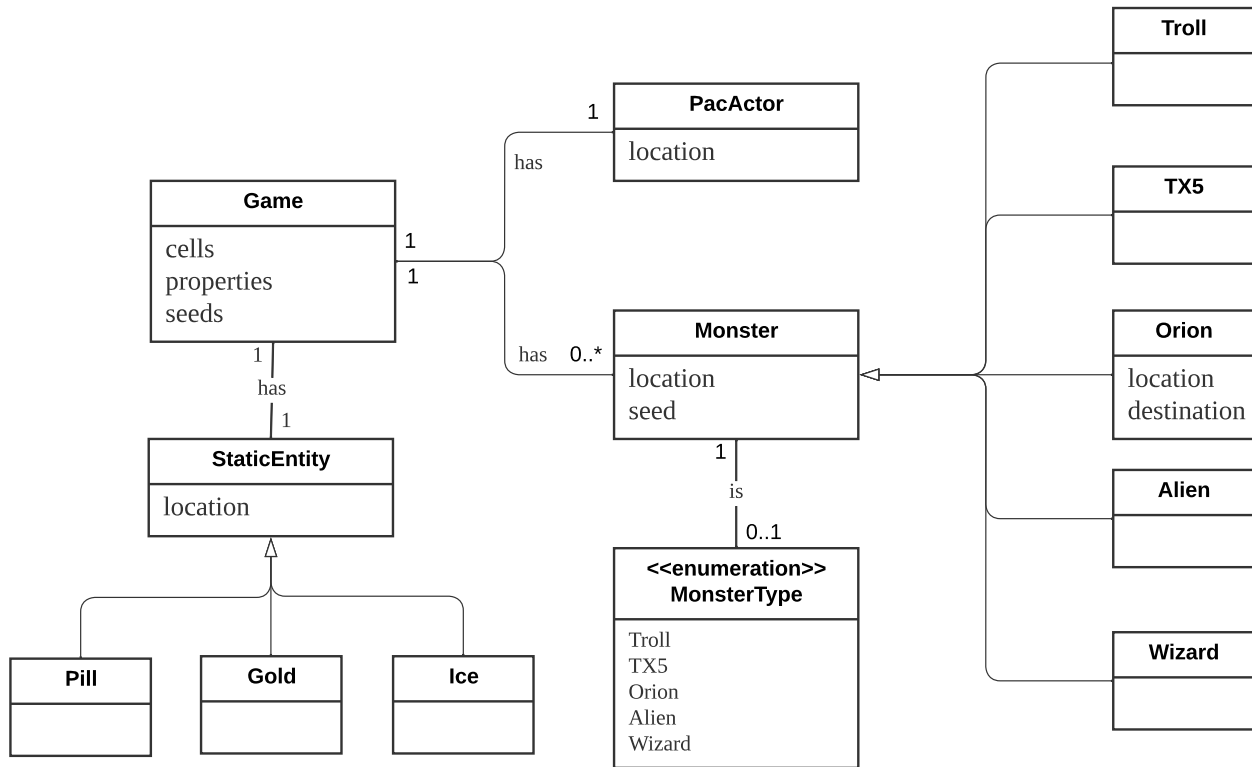 Troll
PacActor
1
location
has
TX5
Game
cells
properties
seeds
1
1
Monster
location
seed
has
0..*
Orion
location
destination
1
has
1
StaticEntity
location
1
is
0..1
Alien
<<enumeration>>
MonsterType
Troll
TX5
Orion
Alien
Wizard
Wizard
Pill
Gold
Ice